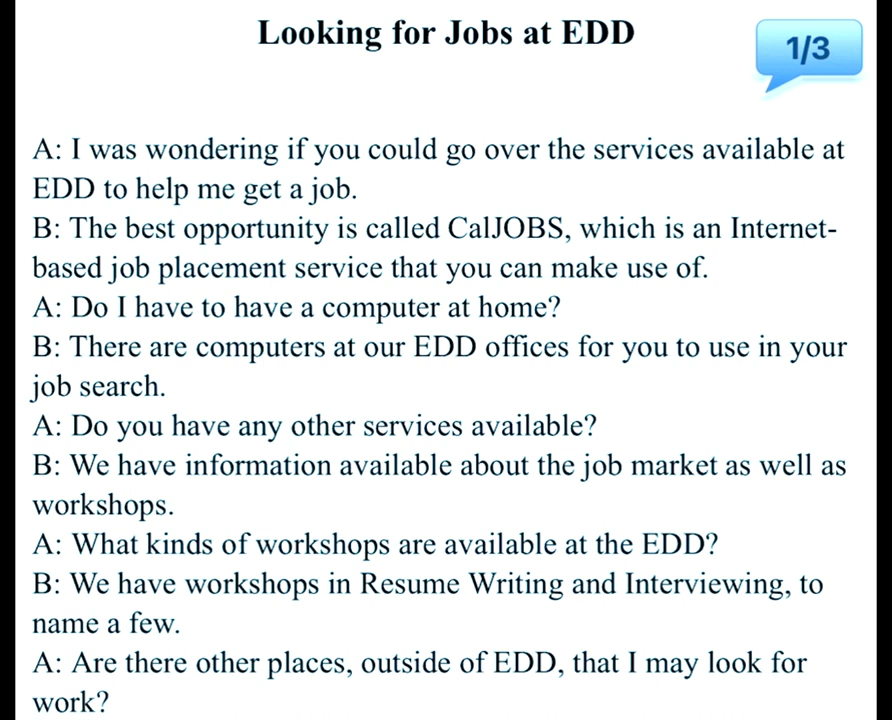 Looking for Jobs at EDD
1/3
A: I was wondering if you could go over the services available at
EDD to help me get a job.
B: The best opportunity is called CalJOBS, which is an Internet-
based job placement service that you can make use of.
A: Do I have to have a computer at home?
B: There are computers at our EDD offices for you to use in your
job search.
A: Do you have any other services available?
B: We have information available about the job market as well as
workshops.
A: What kinds of workshops are available at the EDD?
B: We have workshops in Resume Writing and Interviewing, to
name a few.
A: Are there other places, outside of EDD, that I may look for
work?